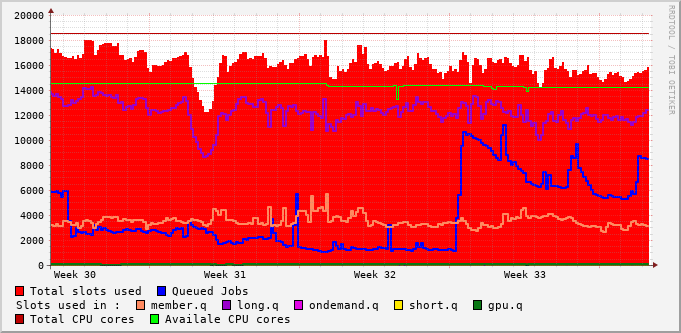 20000
18000
16000
14000
12000
10000
8000
6000
4000
2000
0
Week 30 Week 31 Week 32 Week 33
RRDTOOL / TOBI OETIKER
Total slots used Queued Jobs
Slots used in : member.q long.q ondemand.q short.q gpu.q
Total CPU cores Availale CPU cores